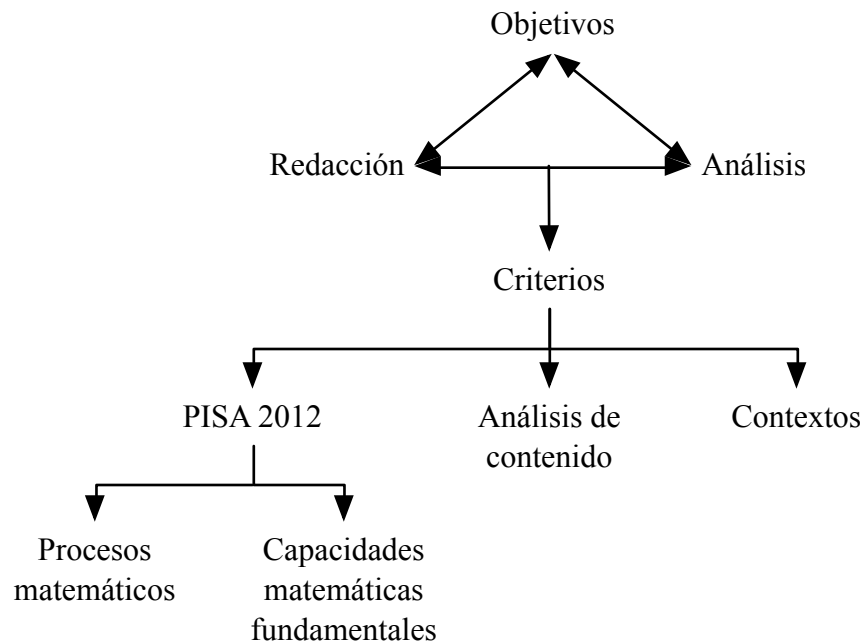 Objetivos
Redacción
Análisis
Criterios
PISA 2012
Análisis de
contenido
Contextos
Procesos
matemáticos
Capacidades
matemáticas
fundamentales